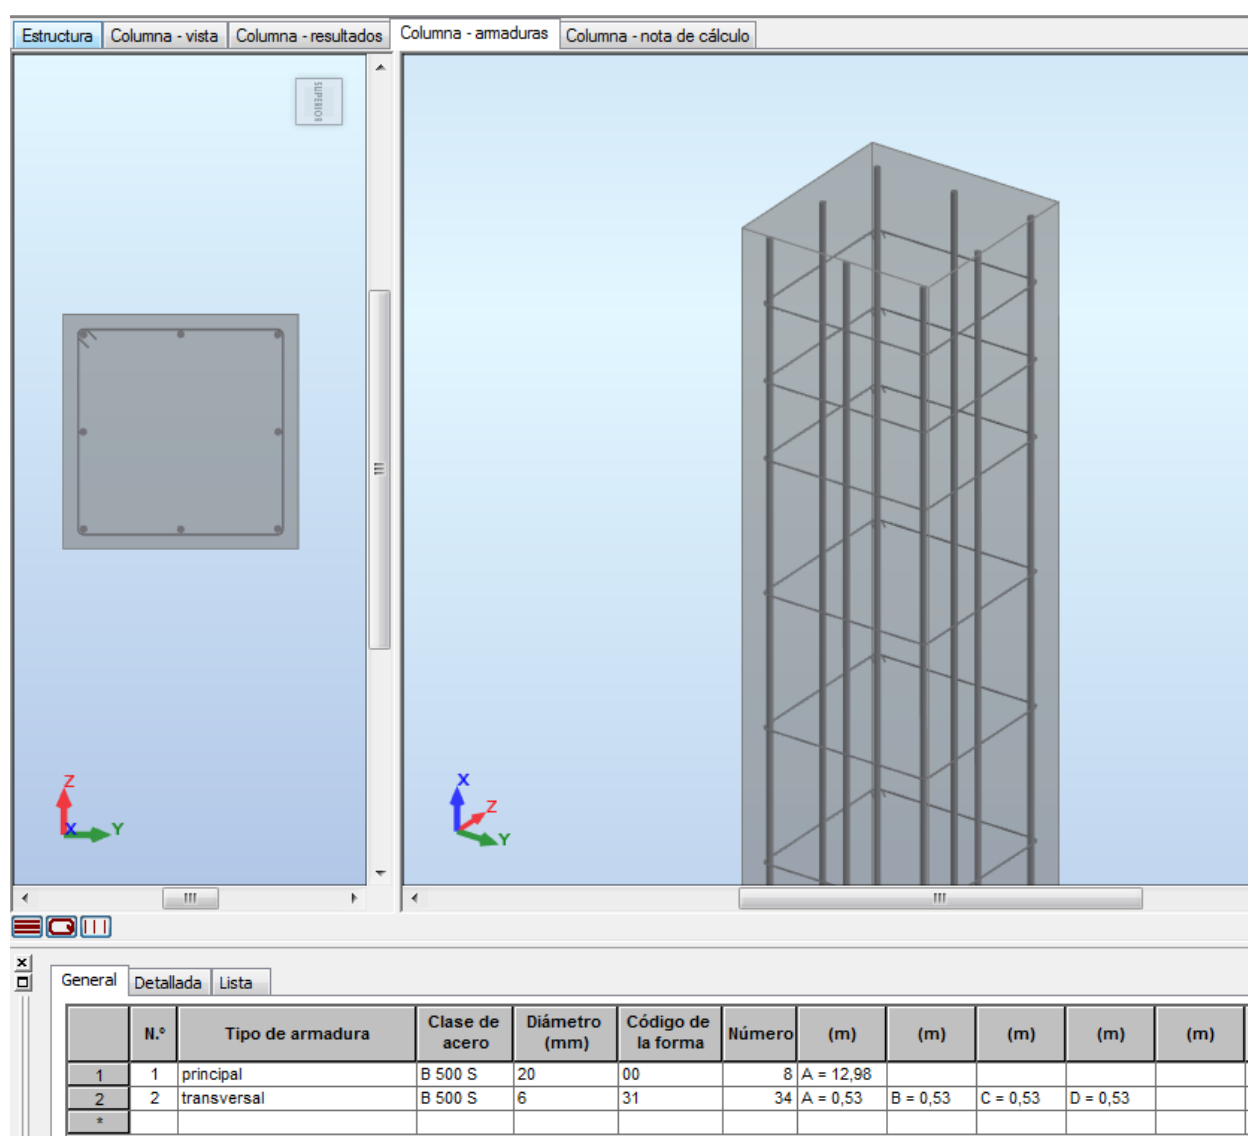 Estructura Columna - vista Columna - resultados Columna - armaduras Columna - nota de cálculo
SUPERIOR
Z
X Y
X
Z
Y
General Detallada Lista
N.º Tipo de armadura Clase de acero Diámetro (mm) Código de la forma Número (m) (m) (m) (m) (m)
1 1 principal B 500 S 20 00 8 A = 12,98
2 2 transversal B 500 S 6 31 34 A = 0,53 B = 0,53 C = 0,53 D = 0,53
*